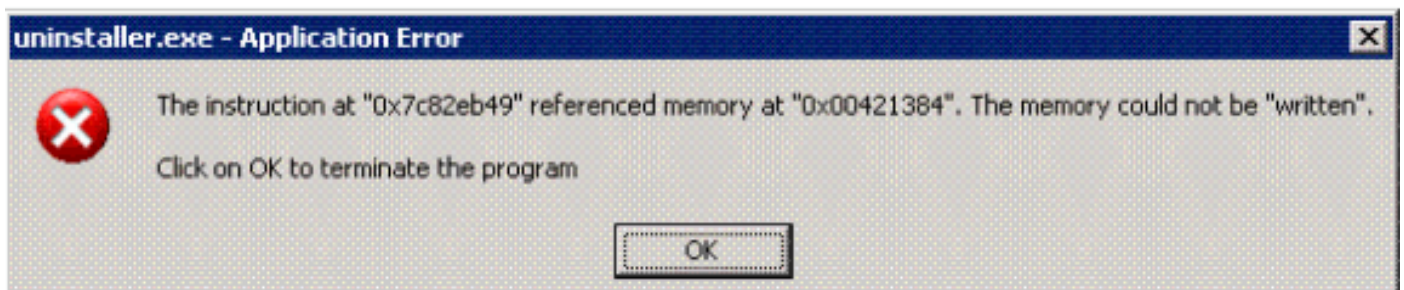 uninstaller.exe - Application Error
The instruction at "0x7c82eb49" referenced memory at "0x00421384". The memory could not be "written".
Click on OK to terminate the program
OK